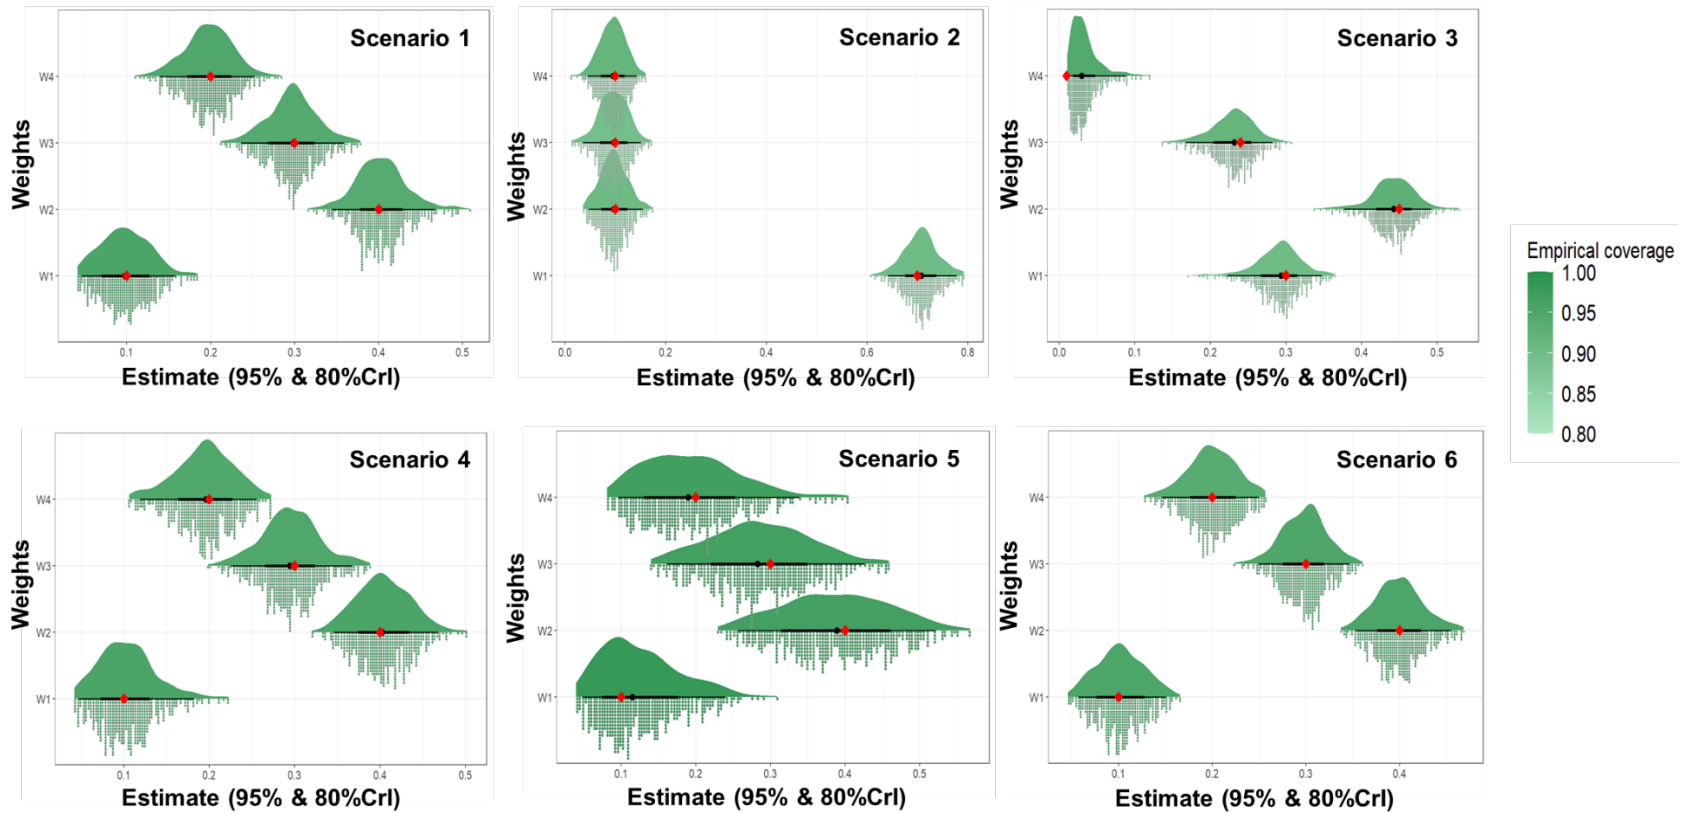 Scenario 1
Weights
W4
W3
W2
W1
0.1 0.2 0.3 0.4 0.5
Estimate (95% & 80%CrI)
Scenario 2
Weights
W4
W3
W2
W1
0.0 0.2 0.4 0.6 0.8
Estimate (95% & 80%CrI)
Scenario 3
Weights
W4
W3
W2
W1
0.0 0.1 0.2 0.3 0.4 0.5
Estimate (95% & 80%CrI)
Empirical coverage
1.00
0.95
0.90
0.85
0.80
Scenario 4
Weights
W4
W3
W2
W1
0.1 0.2 0.3 0.4 0.5
Estimate (95% & 80%CrI)
Scenario 5
Weights
W4
W3
W2
W1
0.1 0.2 0.3 0.4 0.5
Estimate (95% & 80%CrI)
Scenario 6
Weights
W4
W3
W2
W1
0.1 0.2 0.3 0.4
Estimate (95% & 80%CrI)